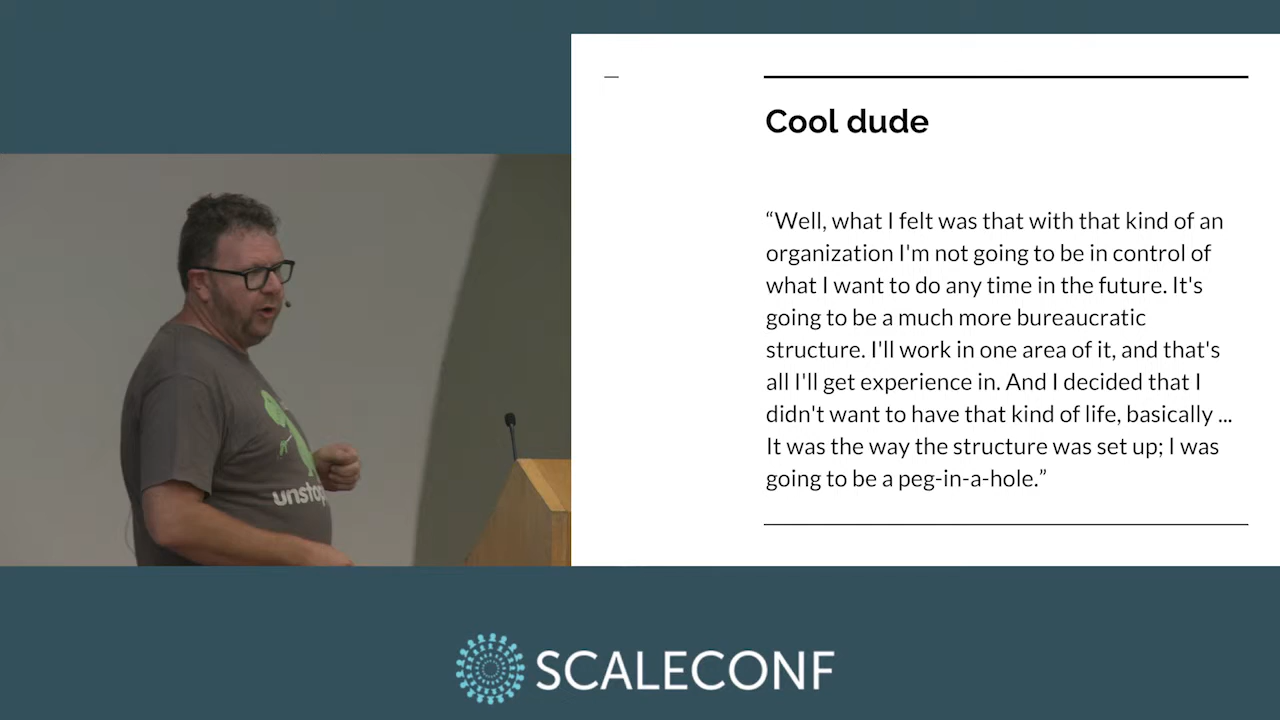 Cool dude
“Well, what I felt was that with that kind of an
organization I'm not going to be in control of
what I want to do any time in the future. It's
going to be a much more bureaucratic
structure. I'll work in one area of it, and that's
all I'll get experience in. And I decided that I
didn't want to have that kind of life, basically ...
It was the way the structure was set up; I was
going to be a peg-in-a-hole.”
SCALECONF